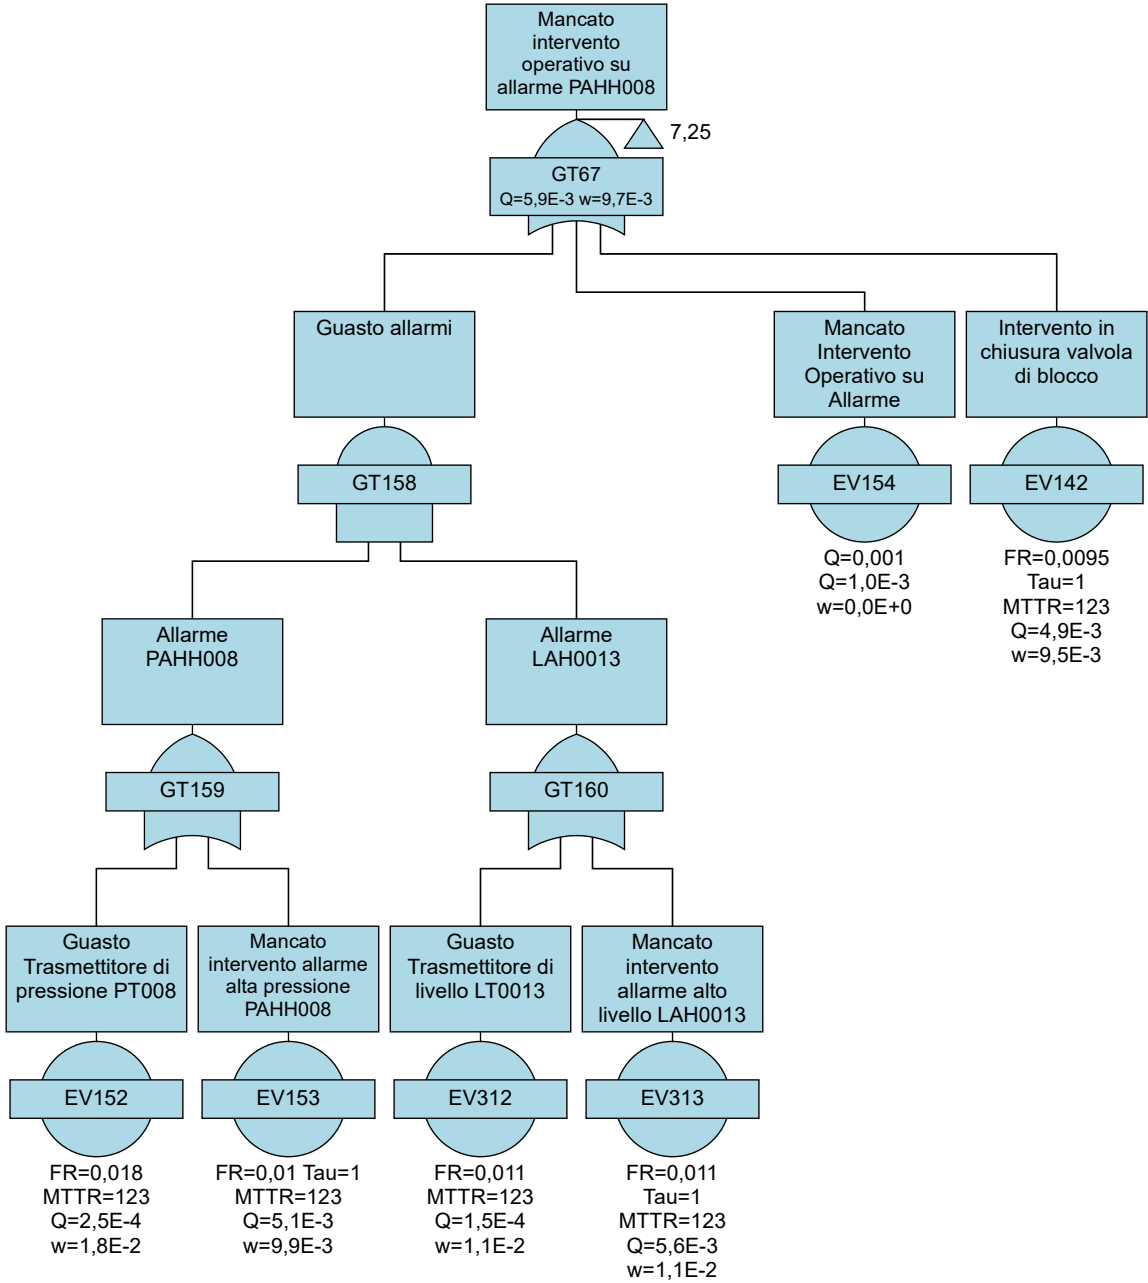 Mancato
intervento
operativo su
allarme PAHH008
7,25
GT67
Q=5,9E-3 w=9,7E-3
Guasto allarmi
Mancato
Intervento
Operativo su
Allarme
Intervento in
chiusura valvola
di blocco
GT158
EV154
EV142
Q=0,001
Q=1,0E-3
w=0,0E+0
FR=0,0095
Tau=1
MTTR=123
Q=4,9E-3
w=9,5E-3
Allarme
PAHH008
Allarme
LAH0013
GT159
GT160
Guasto
Trasmettitore di
pressione PT008
Mancato
intervento allarme
alta pressione
PAHH008
Guasto
Trasmettitore di
livello LT0013
Mancato
intervento
allarme alto
livello LAH0013
EV152
EV153
EV312
EV313
FR=0,018
MTTR=123
Q=2,5E-4
w=1,8E-2
FR=0,01 Tau=1
MTTR=123
Q=5,1E-3
w=9,9E-3
FR=0,011
MTTR=123
Q=1,5E-4
w=1,1E-2
FR=0,011
Tau=1
MTTR=123
Q=5,6E-3
w=1,1E-2